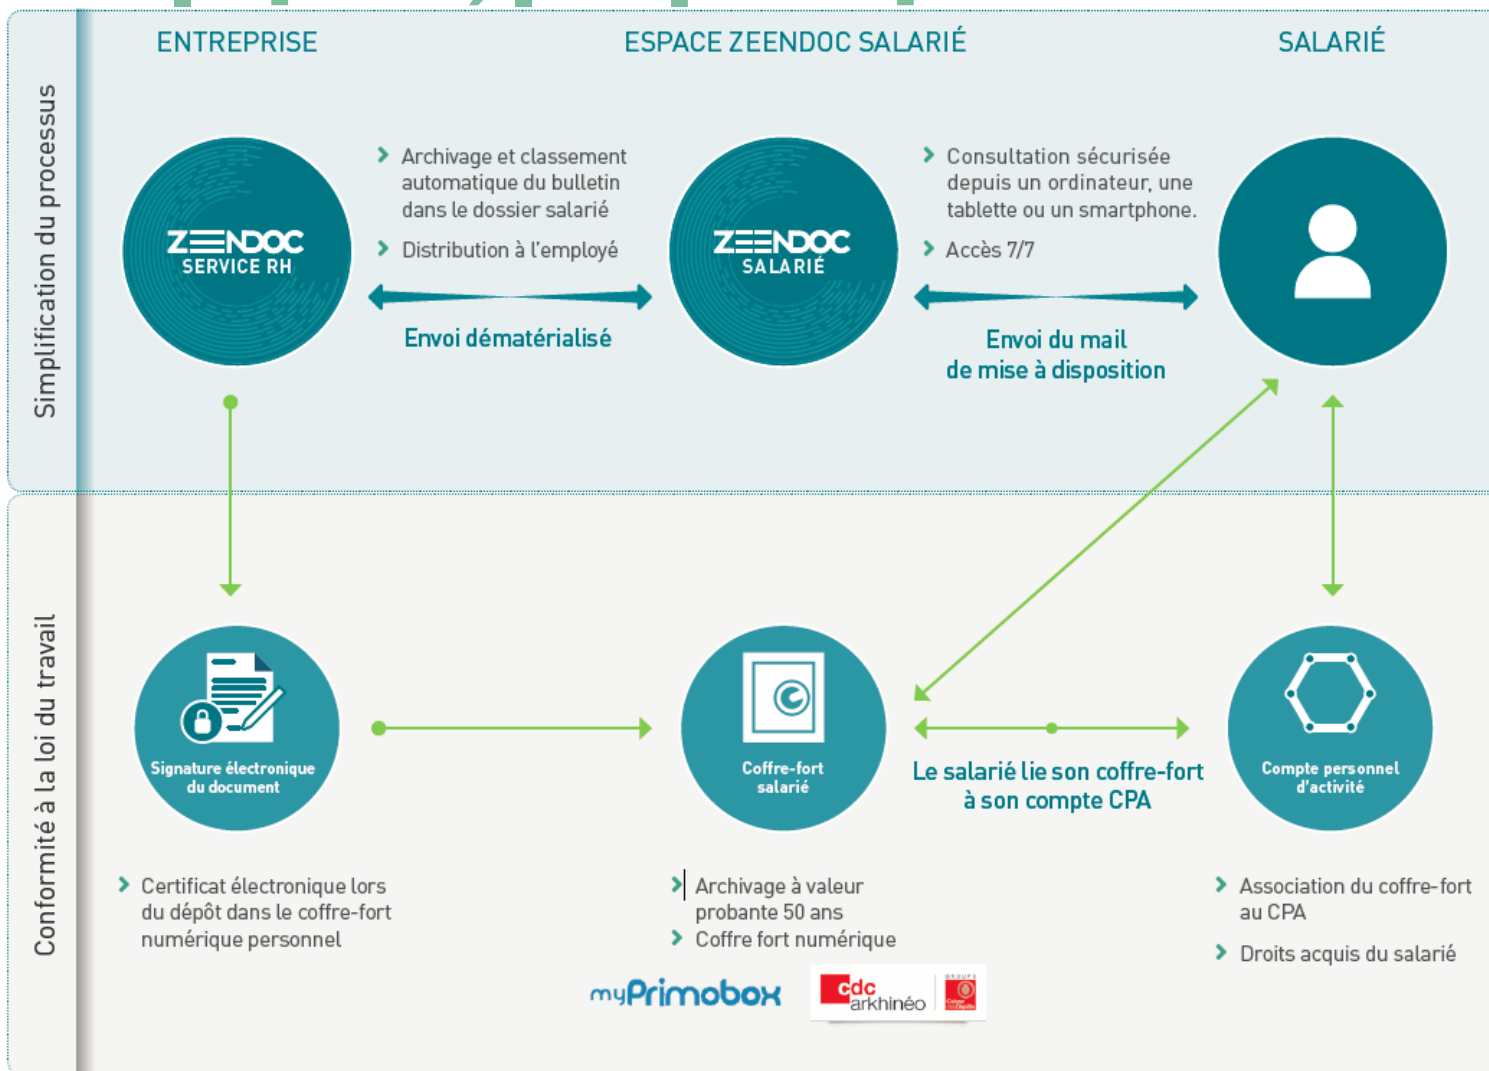 ENTREPRISE
ESPACE ZEENDOC SALARIÉ
SALARIÉ
Simplification du processus
ZEENDOC
SERVICE RH
Archivage et classement
automatique du bulletin
dans le dossier salarié
Distribution à l'employé
Envoi dématérialisé
ZEENDOC
SALARIÉ
Consultation sécurisée
depuis un ordinateur, une
tablette ou un smartphone.
Accès 7/7
Envoi du mail
de mise à disposition
Conformité à la loi du travail
Signature électronique
du document
Coffre-fort
salarié
Le salarié lie son coffre-fort
à son compte CPA
Compte personnel
d'activité
Certificat électronique lors
du dépôt dans le coffre-fort
numérique personnel
Archivage à valeur
probante 50 ans
Coffre fort numérique
myPrimobox
cdc
arkhinéo
GROUPE
Caisse
des Dépôts
Association du coffre-fort
au CPA
Droits acquis du salarié